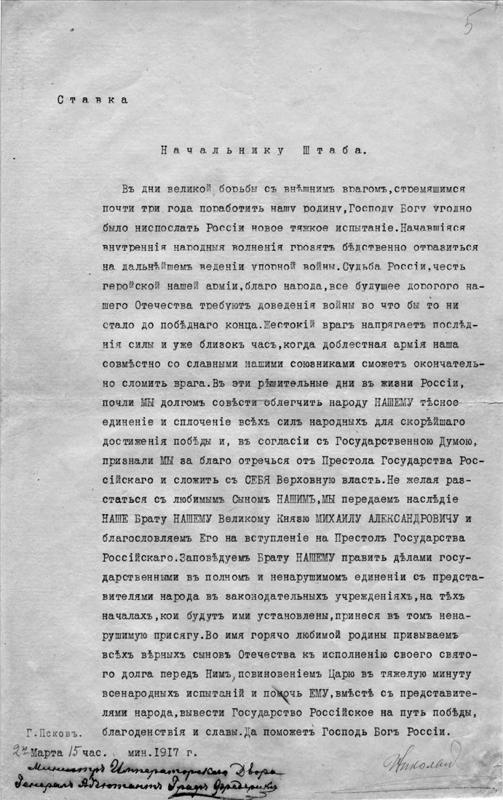 5
Ставка
Начальнику Штаба.
Въ дни великой борьбы съ внѣшнимъ врагомъ,стремящимся
почти три года поработить нашу родину,Господу Богу угодно
было ниспослать Россіи новое тяжкое испытаніе.Начавшіяся
внутреннія народныя волненія грозятъ бѣдственно отразиться
на дальнѣйшемъ веденіи упорной войны.Судьба Россіи,честь
геройской нашей арміи,благо народа,все будущее дорогого на-
шего Отечества требуютъ доведенія войны во что бы то ни
стало до побѣднаго конца.Жестокій врагъ напрягаетъ послѣд-
нія силы и уже близокъ часъ,когда доблестная армія наша
совмѣстно со славными нашими союзниками сможетъ окончатель-
но сломить врага.Въ эти рѣшительные дни въ жизни Россіи,
почли МЫ долгомъ совѣсти облегчить народу НАШЕМУ тѣсное
единеніе и сплоченіе всѣхъ силъ народныхъ для скорѣйшаго
достиженія побѣды и, въ согласіи съ Государственною Думою,
признали МЫ за благо отречься отъ Престола Государства Рос-
сійскаго и сложить съ СЕБЯ Верховную власть.Не желая раз-
статься съ любимымъ Сыномъ НАШИМЪ,МЫ передаемъ наслѣдіе
НАШЕ Брату НАШЕМУ Великому Князю МИХАИЛУ АЛЕКСАНДРОВИЧУ и
благословляемъ Его на вступленіе на Престолъ Государства
Россійскаго.Заповѣдуемъ Брату НАШЕМУ править дѣлами госу-
дарственными въ полномъ и ненарушимомъ единеніи съ предста-
вителями народа въ законодательныхъ учрежденіяхъ,на тѣхъ
началахъ,кои будутъ ими установлены,принеся въ томъ нена-
рушимую присягу.Во имя горячо любимой родины призываемъ
всѣхъ вѣрныхъ сыновъ Отечества къ исполненію своего свято-
го долга передъ Нимъ,повиновеніемъ Царю въ тяжелую минуту
всенародныхъ испытаній и помочь ЕМУ,вмѣстѣ съ представите-
лями народа,вывести Государство Россійское на путь побѣды,
благоденствія и славы.Да поможетъ Господь Богъ Россіи.
Г.Псковъ.
2 Марта 15 час. мин.1917 г.
Николай
Министръ Императорскаго Двора
Генералъ Адъютантъ Графъ Фредериксъ